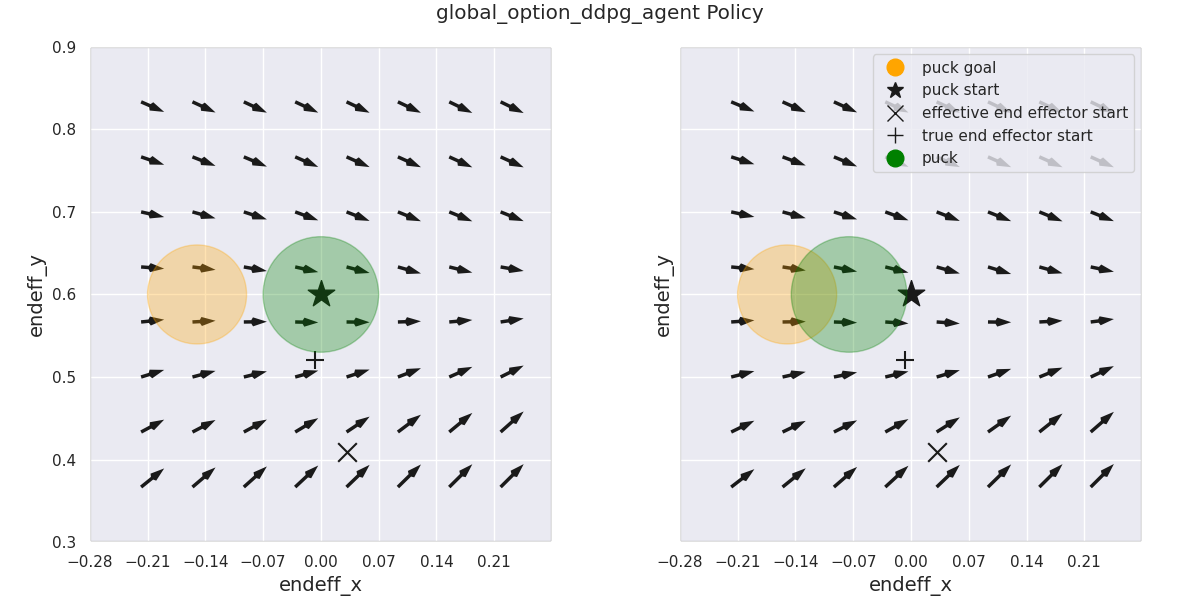 global_option_ddpg_agent Policy
endeff_y
0.9
0.8
0.7
0.6
0.5
0.4
0.3
−0.28 −0.21 −0.14 −0.07 0.00 0.07 0.14 0.21
endeff_x
puck goal
puck start
effective end effector start
true end effector start
puck
endeff_y
−0.28 −0.21 −0.14 −0.07 0.00 0.07 0.14 0.21
endeff_x